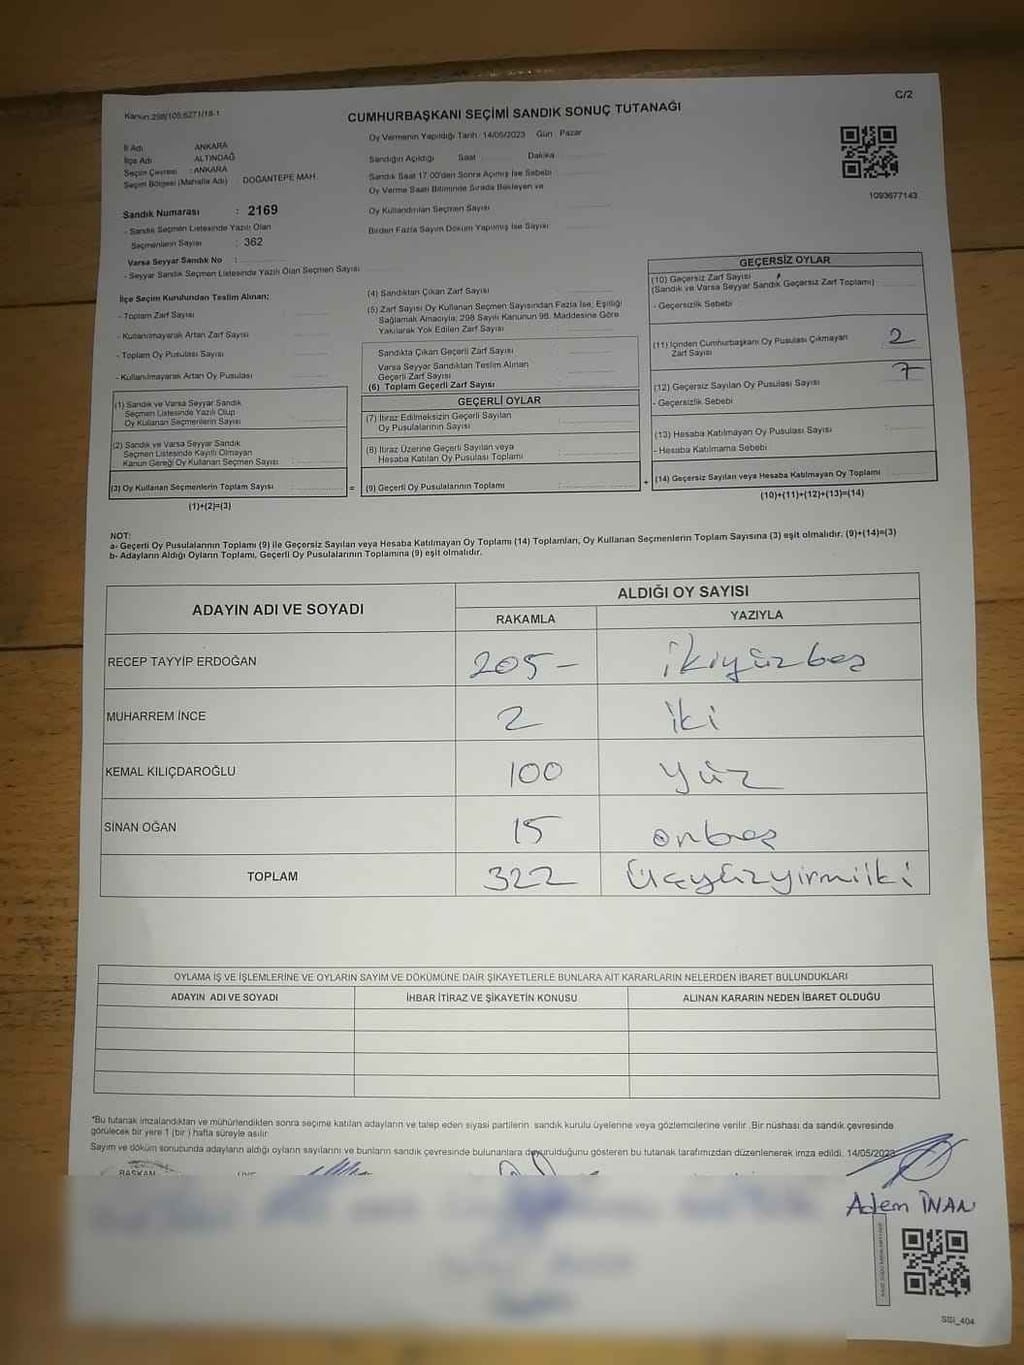 Kanun:298/105,6271/18-1
C/2
CUMHURBAŞKANI SEÇİMİ SANDIK SONUÇ TUTANAĞI
Oy Vermenin Yapıldığı Tarih : 14/05/2023 Gün : Pazar
İl Adı ANKARA
İlçe Adı ALTINDAĞ
Seçim Çevresi : ANKARA
Seçim Bölgesi (Mahalle Adı) : DOĞANTEPE MAH.
Sandığın Açıldığı Saat Dakika
Sandık Saat 17:00'den Sonra Açılmış İse Sebebi
Oy Verme Saati Bitiminde Sırada Bekleyen ve
Oy Kullandırılan Seçmen Sayısı
Birden Fazla Sayım Döküm Yapılmış İse Sayısı
1093677143
Sandık Numarası : 2169
- Sandık Seçmen Listesinde Yazılı Olan
Seçmenlerin Sayısı : 362
Varsa Seyyar Sandık No :
- Seyyar Sandık Seçmen Listesinde Yazılı Olan Seçmen Sayısı
İlçe Seçim Kurulundan Teslim Alınan;
- Toplam Zarf Sayısı
- Kullanılmayarak Artan Zarf Sayısı
- Toplam Oy Pusulası Sayısı
- Kullanılmayarak Artan Oy Pusulası
(1) Sandık ve Varsa Seyyar Sandık
Seçmen Listesinde Yazılı Olup
Oy Kullanan Seçmenlerin Sayısı
(2) Sandık ve Varsa Seyyar Sandık
Seçmen Listesinde Kayıtlı Olmayan
Kanun Gereği Oy Kullanan Seçmen Sayısı
(3) Oy Kullanan Seçmenlerin Toplam Sayısı
(1)+(2)=(3)
(4) Sandıktan Çıkan Zarf Sayısı
(5) Zarf Sayısı Oy Kullanan Seçmen Sayısından Fazla İse, Eşitliği
Sağlamak Amacıyla; 298 Sayılı Kanunun 98. Maddesine Göre
Yakılarak Yok Edilen Zarf Sayısı
Sandıkta Çıkan Geçerli Zarf Sayısı
Varsa Seyyar Sandıktan Teslim Alınan
Geçerli Zarf Sayısı
(6) Toplam Geçerli Zarf Sayısı
GEÇERLİ OYLAR
(7) İtiraz Edilmeksizin Geçerli Sayılan
Oy Pusulalarının Sayısı
(8) İtiraz Üzerine Geçerli Sayılan veya
Hesaba Katılan Oy Pusulası Toplamı
= (9) Geçerli Oy Pusulalarının Toplamı
GEÇERSİZ OYLAR
(10) Geçersiz Zarf Sayısı
(Sandık ve Varsa Seyyar Sandık Geçersiz Zarf Toplamı)
- Geçersizlik Sebebi
(11) İçinden Cumhurbaşkanı Oy Pusulası Çıkmayan 2
Zarf Sayısı
(12) Geçersiz Sayılan Oy Pusulası Sayısı 7
- Geçersizlik Sebebi
(13) Hesaba Katılmayan Oy Pusulası Sayısı
- Hesaba Katılmama Sebebi
+ (14) Geçersiz Sayılan veya Hesaba Katılmayan Oy Toplamı
(10)+(11)+(12)+(13)=(14)
NOT:
a- Geçerli Oy Pusulalarının Toplamı (9) ile Geçersiz Sayılan veya Hesaba Katılmayan Oy Toplamı (14) Toplamları, Oy Kullanan Seçmenlerin Toplam Sayısına (3) eşit olmalıdır. (9)+(14)=(3)
b- Adayların Aldığı Oyların Toplamı, Geçerli Oy Pusulalarının Toplamına (9) eşit olmalıdır.
ADAYIN ADI VE SOYADI ALDIĞI OY SAYISI
RAKAMLA YAZIYLA
RECEP TAYYİP ERDOĞAN 205- ikiyüzbeş
MUHARREM İNCE 2 iki
KEMAL KILIÇDAROĞLU 100 yüz
SİNAN OĞAN 15 onbeş
TOPLAM 322 üçyüzyirmiiki
OYLAMA İŞ VE İŞLEMLERİNE VE OYLARIN SAYIM VE DÖKÜMÜNE DAİR ŞİKAYETLERLE BUNLARA AİT KARARLARIN NELERDEN İBARET BULUNDUKLARI
ADAYIN ADI VE SOYADI İHBAR İTİRAZ VE ŞİKAYETİN KONUSU ALINAN KARARIN NEDEN İBARET OLDUĞU
*Bu tutanak imzalandıktan ve mühürlendikten sonra seçime katılan adayların ve talep eden siyasi partilerin sandık kurulu üyelerine veya gözlemcilerine verilir .Bir nüshası da sandık çevresinde
görülecek bir yere 1 (bir ) hafta süreyle asılır.
Sayım ve döküm sonucunda adayların aldığı oyların sayılarını ve bunların sandık çevresinde bulunanlara duyurulduğunu gösteren bu tutanak tarafımızdan düzenlenerek imza edildi. 14/05/2023
BAŞKAN
Adem İNAN
SSI_404